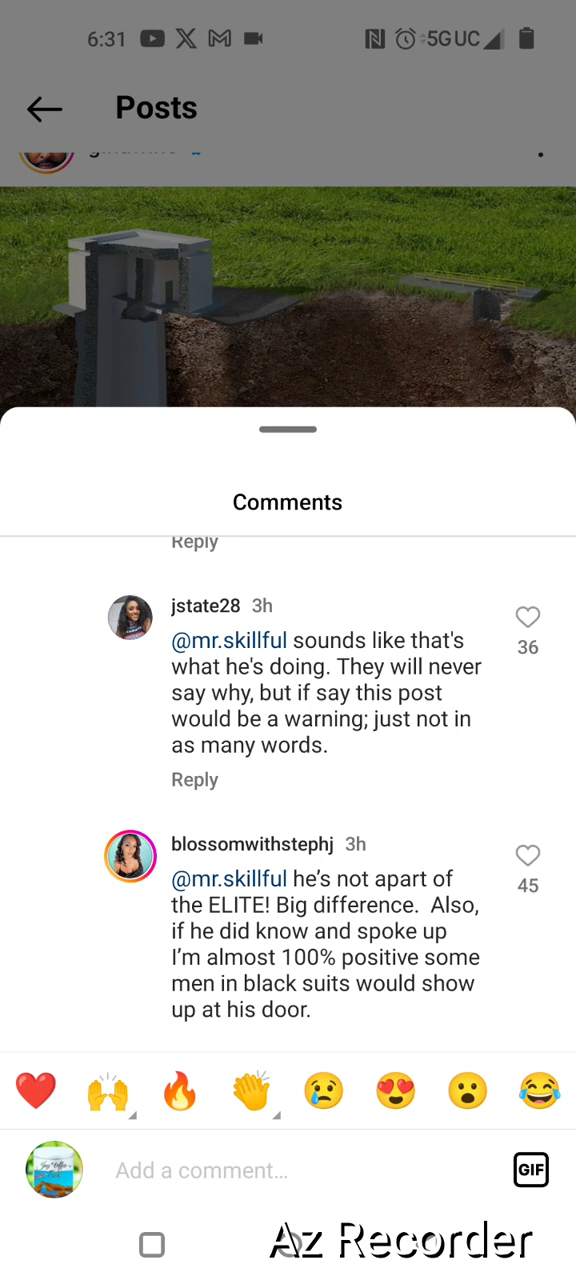 6:31
5G UC
Posts
Comments
Reply
jstate28 3h
@mr.skillful sounds like that's
what he's doing. They will never
say why, but if say this post
would be a warning; just not in
as many words.
36
Reply
blossomwithstephj 3h
@mr.skillful he’s not apart of
the ELITE! Big difference.  Also,
if he did know and spoke up
I’m almost 100% positive some
men in black suits would show
up at his door.
45
Add a comment...
GIF
Az Recorder